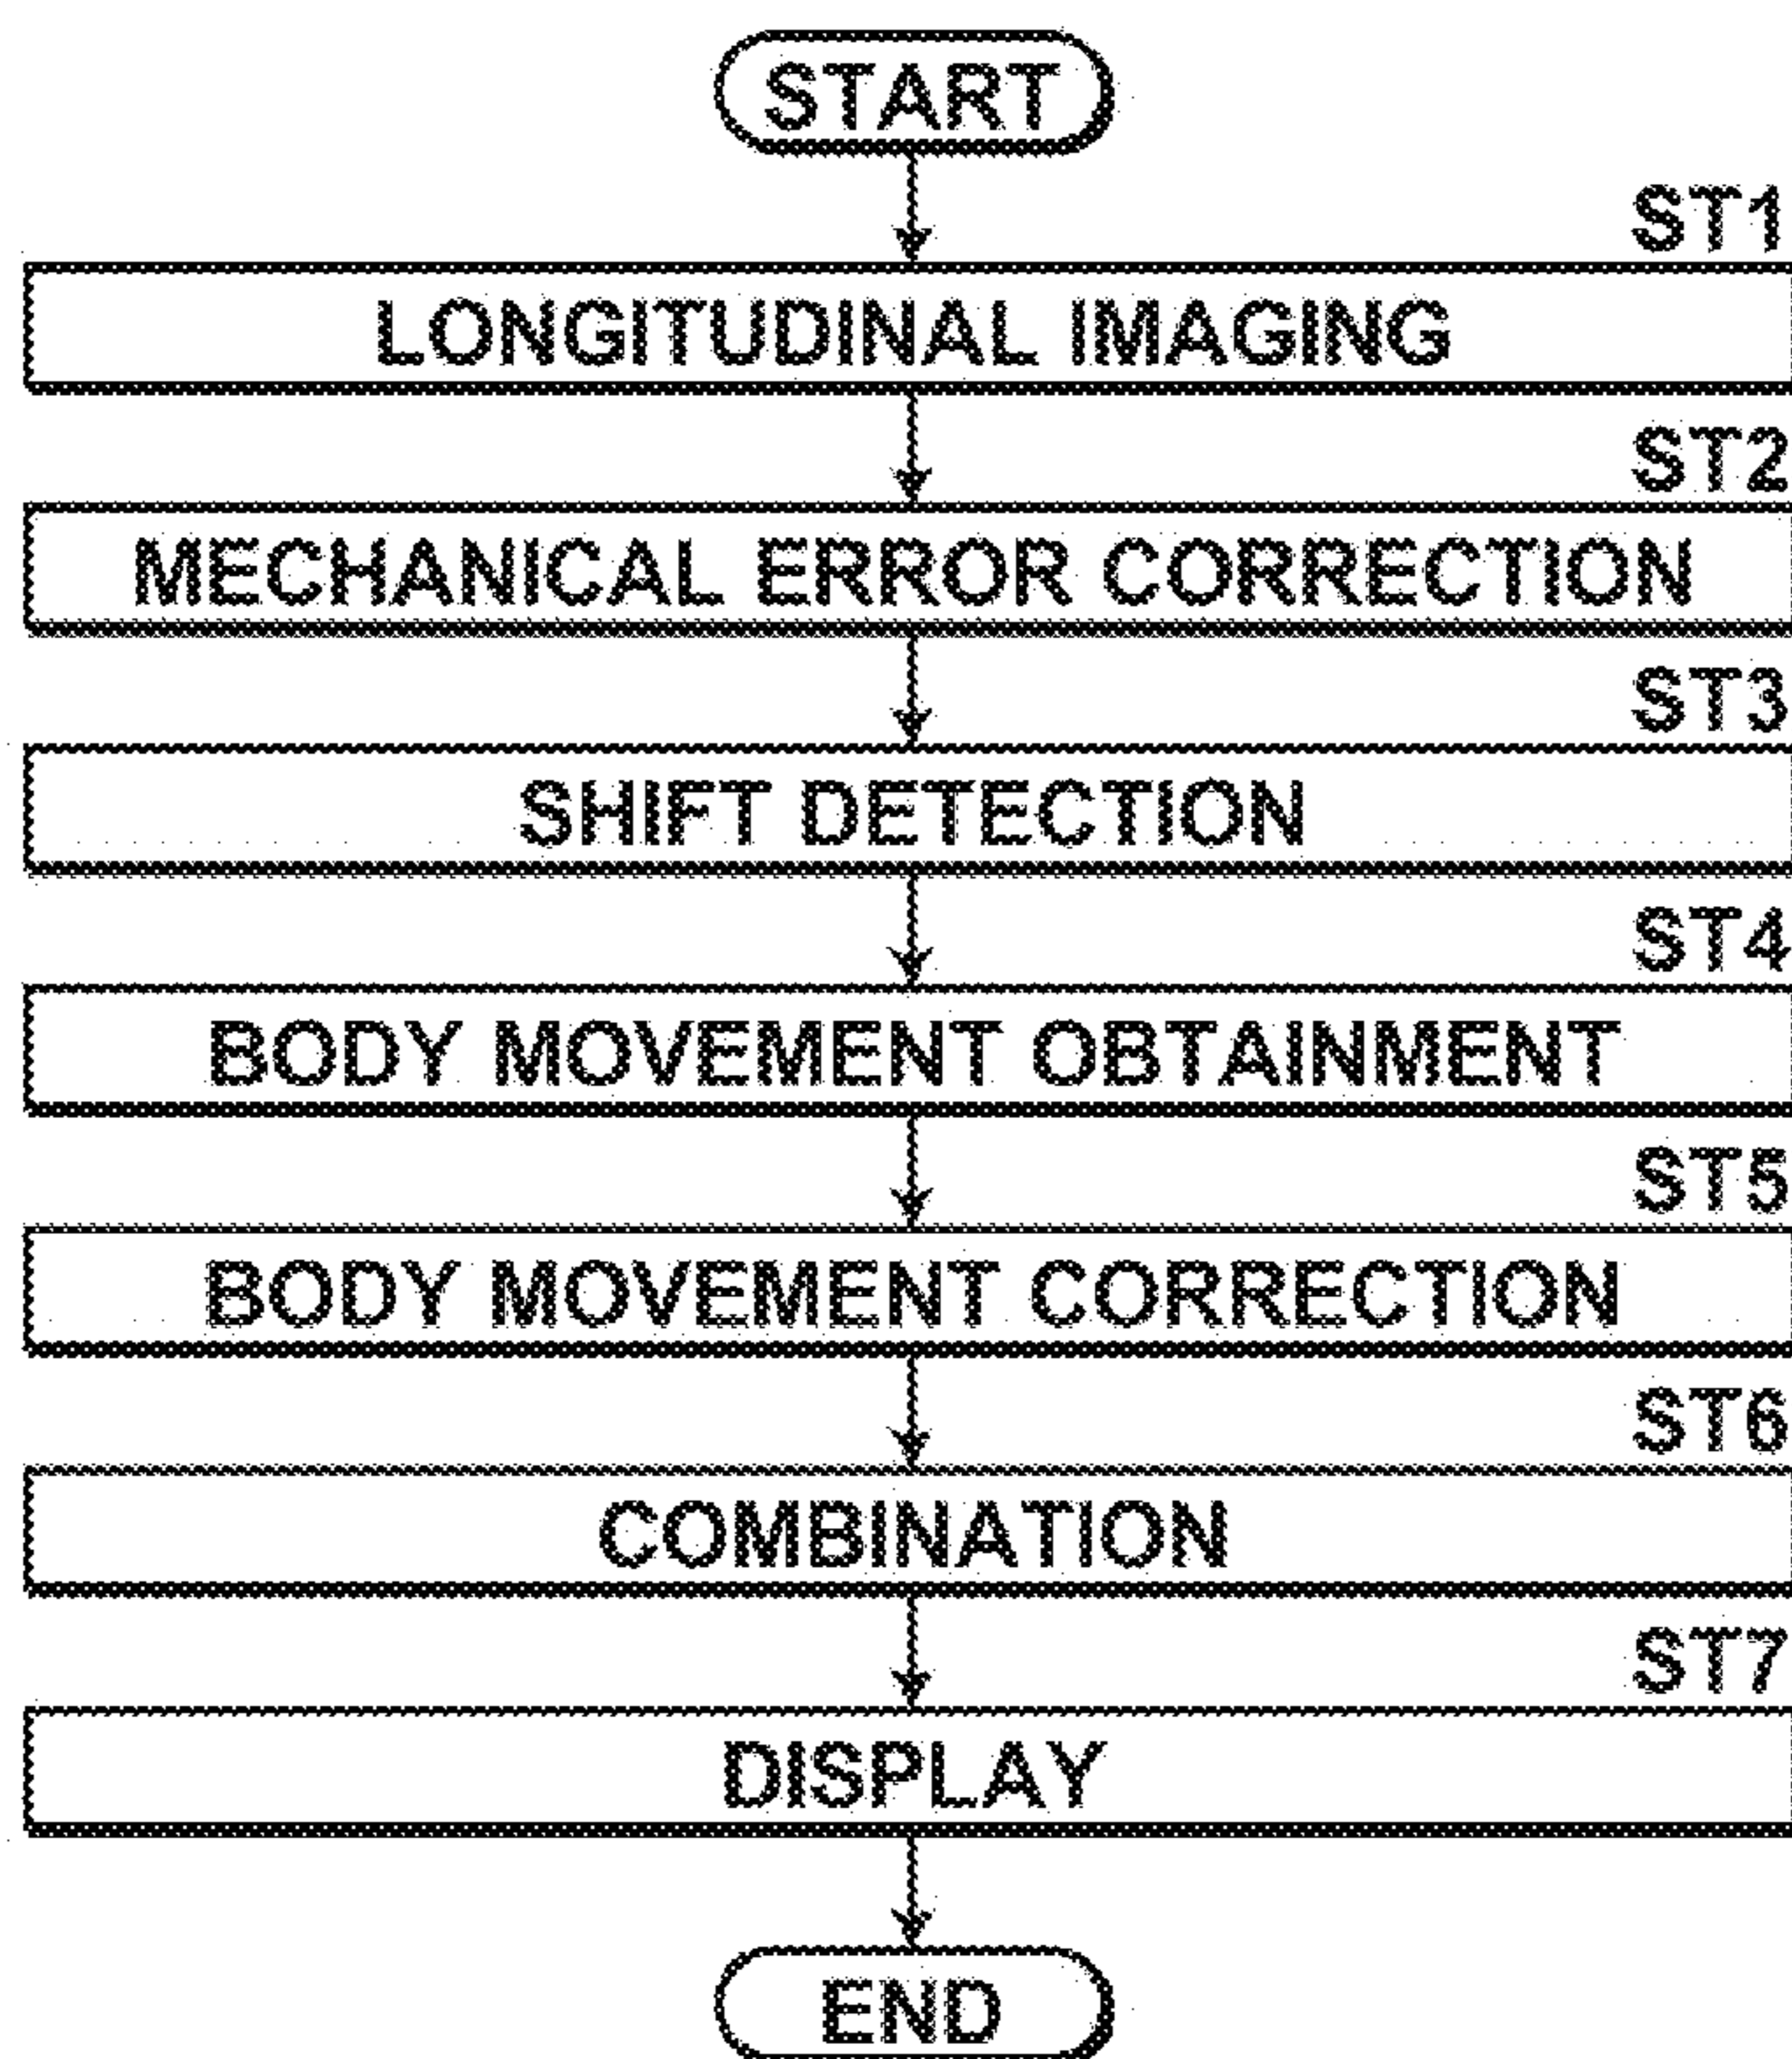 START
ST1
LONGITUDINAL IMAGING
ST2
MECHANICAL ERROR CORRECTION
ST3
SHIFT DETECTION
ST4
BODY MOVEMENT OBTAINMENT
ST5
BODY MOVEMENT CORRECTION
ST6
COMBINATION
ST7
DISPLAY
END